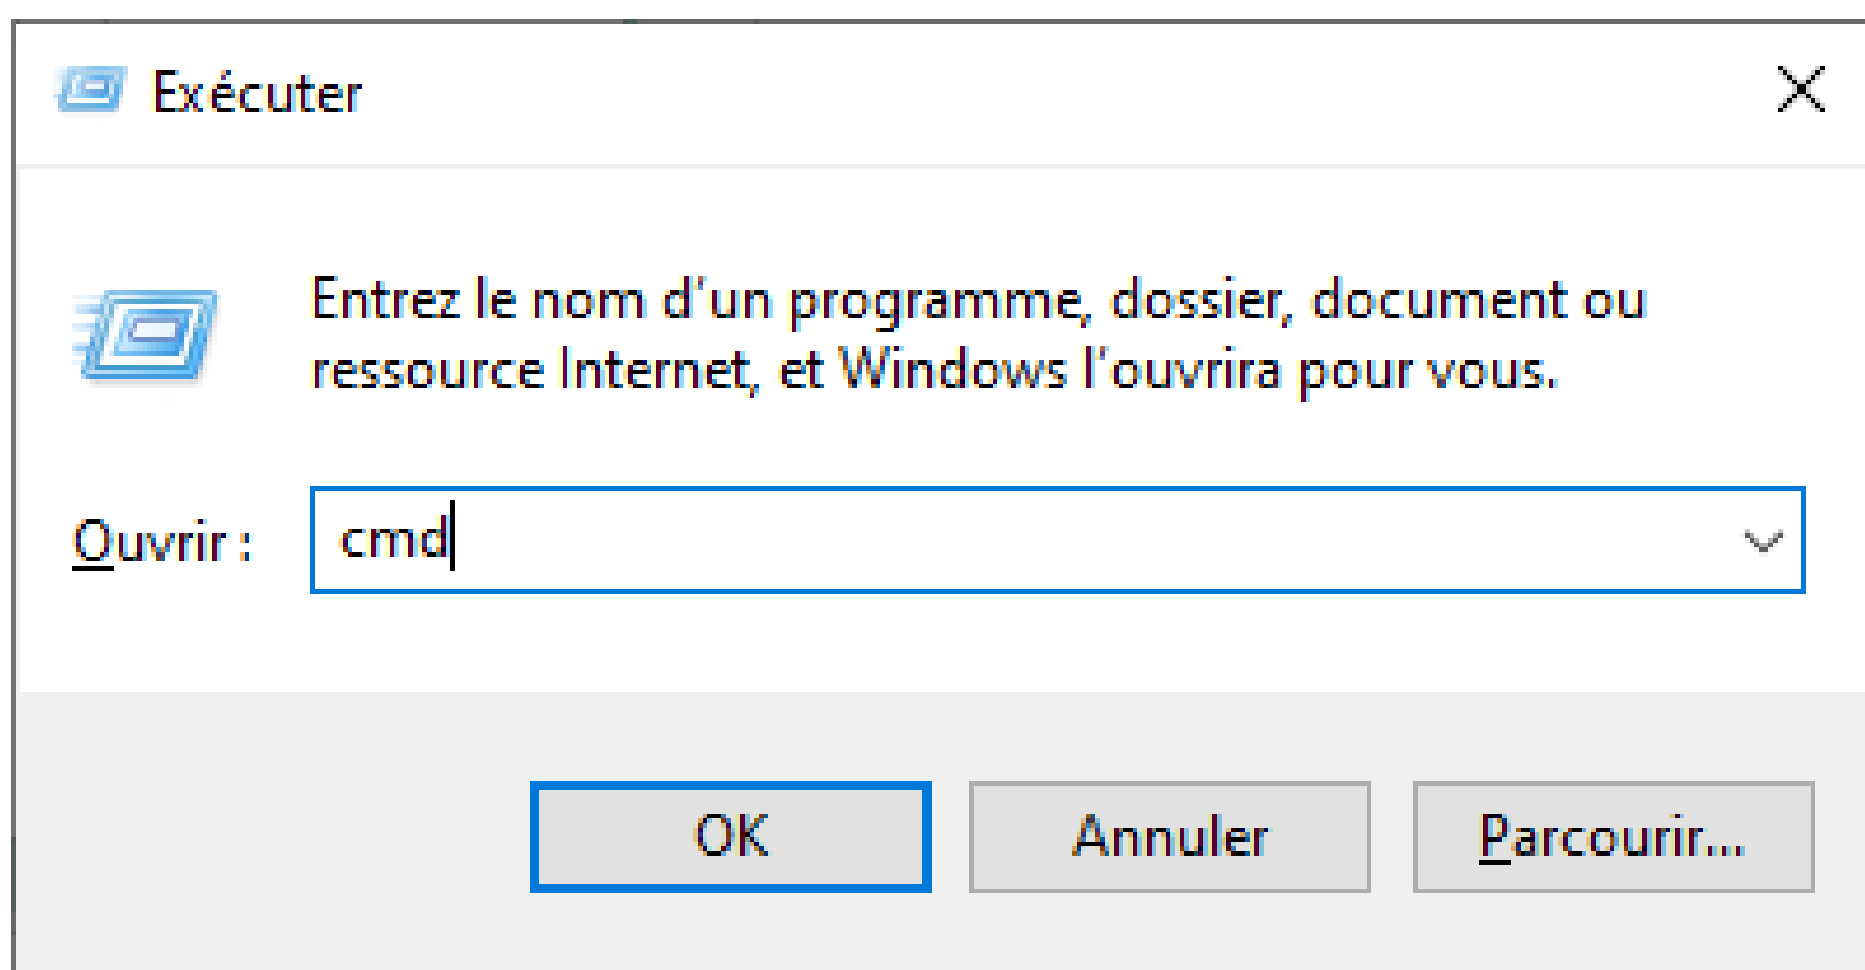 Exécuter
Entrez le nom d'un programme, dossier, document ou
ressource Internet, et Windows l'ouvrira pour vous.
Ouvrir : cmd
OK Annuler Parcourir...